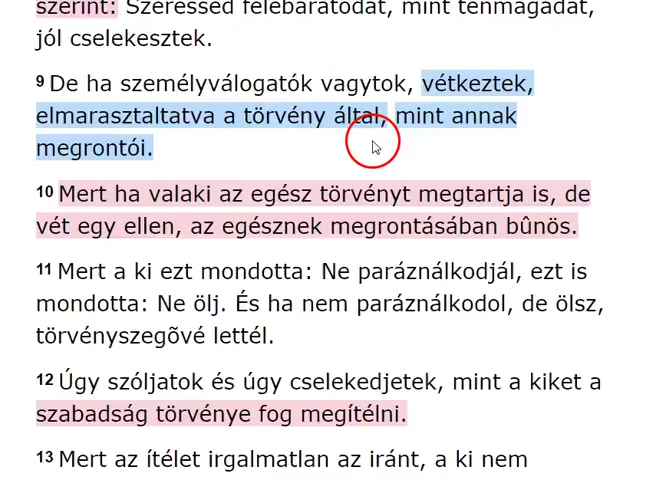 szerint: Szeressed felebarátodat, mint tenmagadat,
jól cselekesztek.
9 De ha személyválogatók vagytok, vétkeztek,
elmarasztaltatva a törvény által, mint annak
megrontói.
10 Mert ha valaki az egész törvényt megtartja is, de
vét egy ellen, az egésznek megrontásában bûnös.
11 Mert a ki ezt mondotta: Ne paráználkodjál, ezt is
mondotta: Ne ölj. És ha nem paráználkodol, de ölsz,
törvényszegõvé lettél.
12 Úgy szóljatok és úgy cselekedjetek, mint a kiket a
szabadság törvénye fog megítélni.
13 Mert az ítélet irgalmatlan az iránt, a ki nem